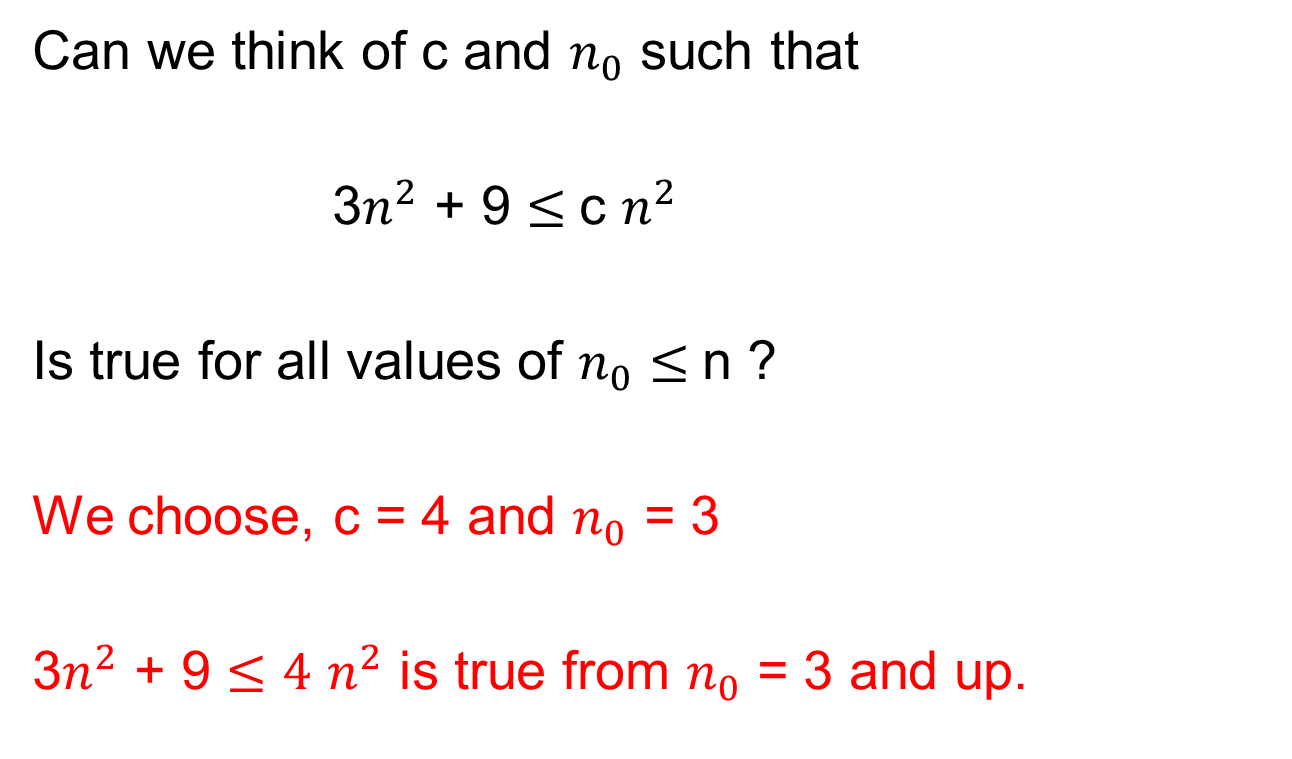 Can we think of c and n₀ such that
3n² + 9 ≤ c n²
Is true for all values of n₀ ≤ n ?
We choose, c = 4 and n₀ = 3
3n² + 9 ≤ 4 n² is true from n₀ = 3 and up.